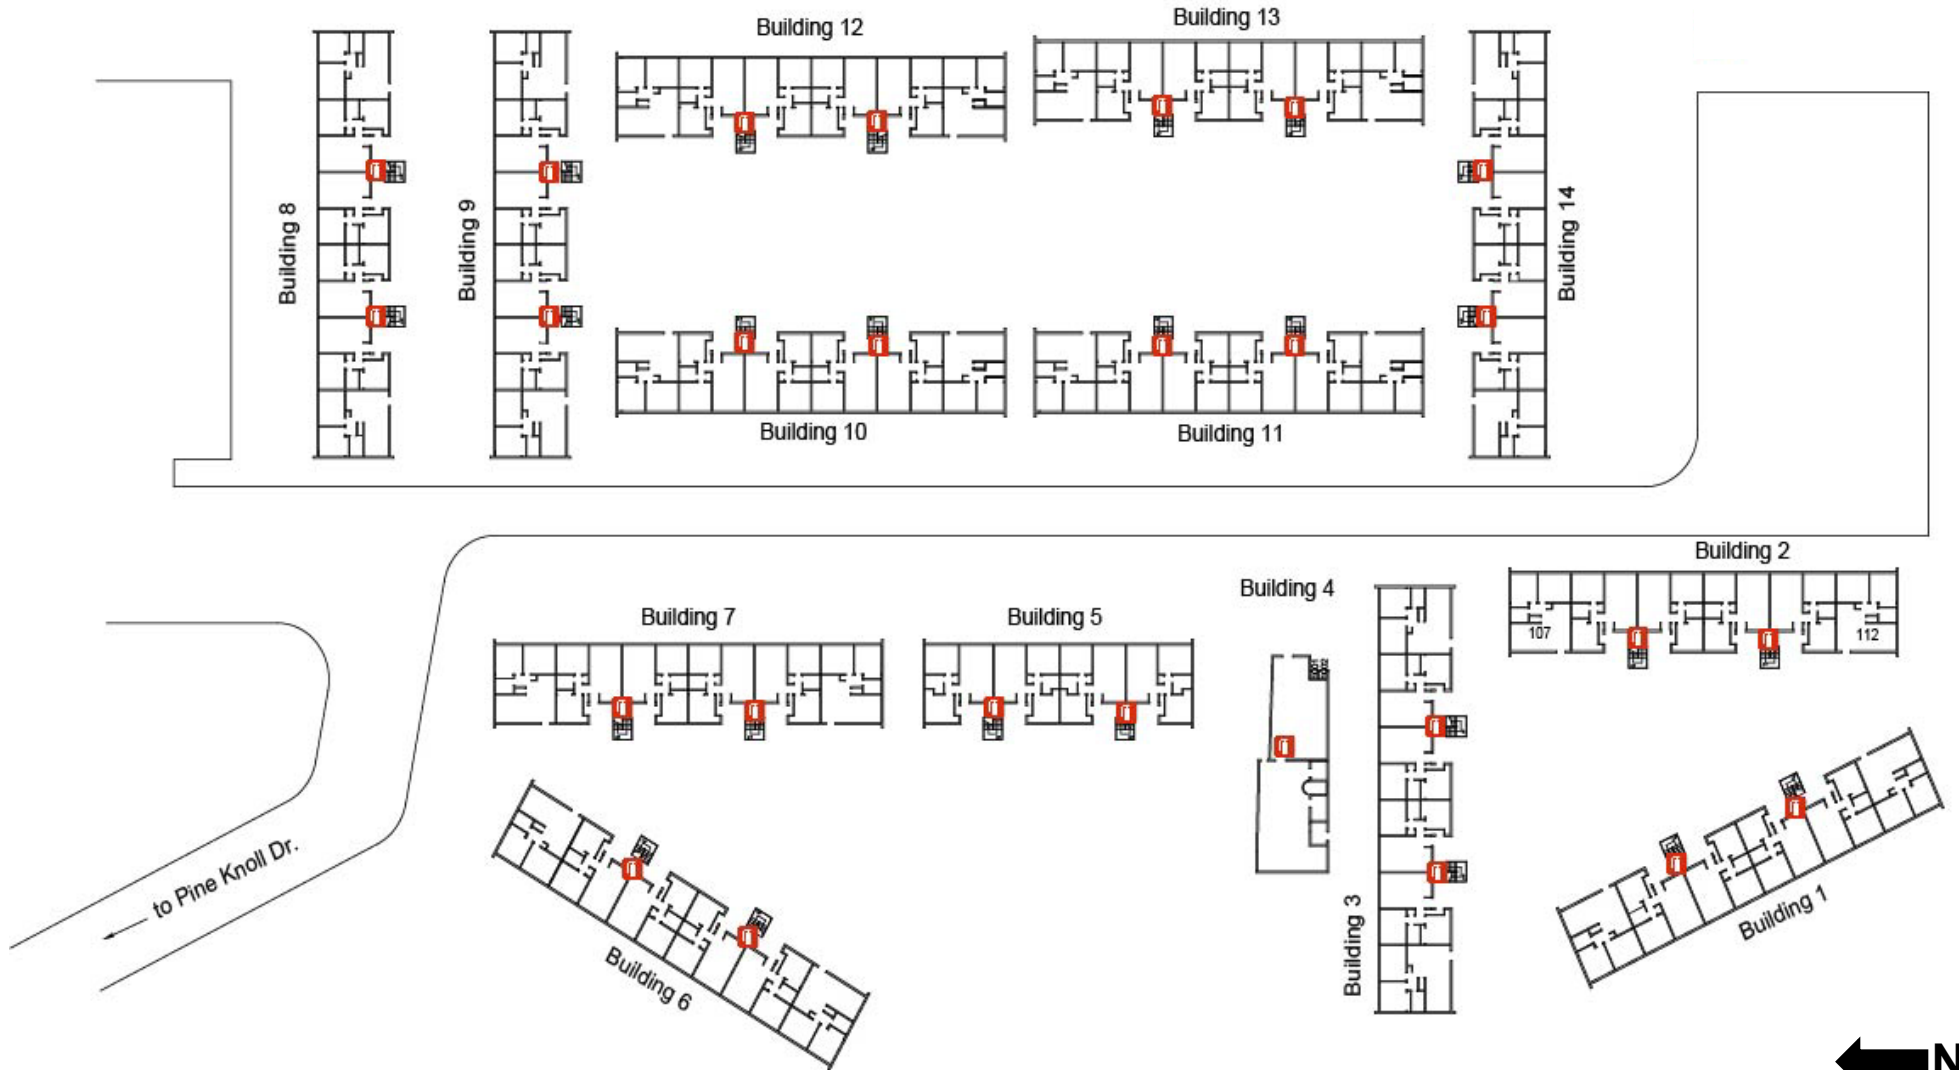 Building 12
Building 13
Building 8
Building 9
Building 14
Building 10
Building 11
Building 2
Building 4
107
112
Building 7
Building 5
to Pine Knoll Dr.
Building 3
Building 1
Building 6
N